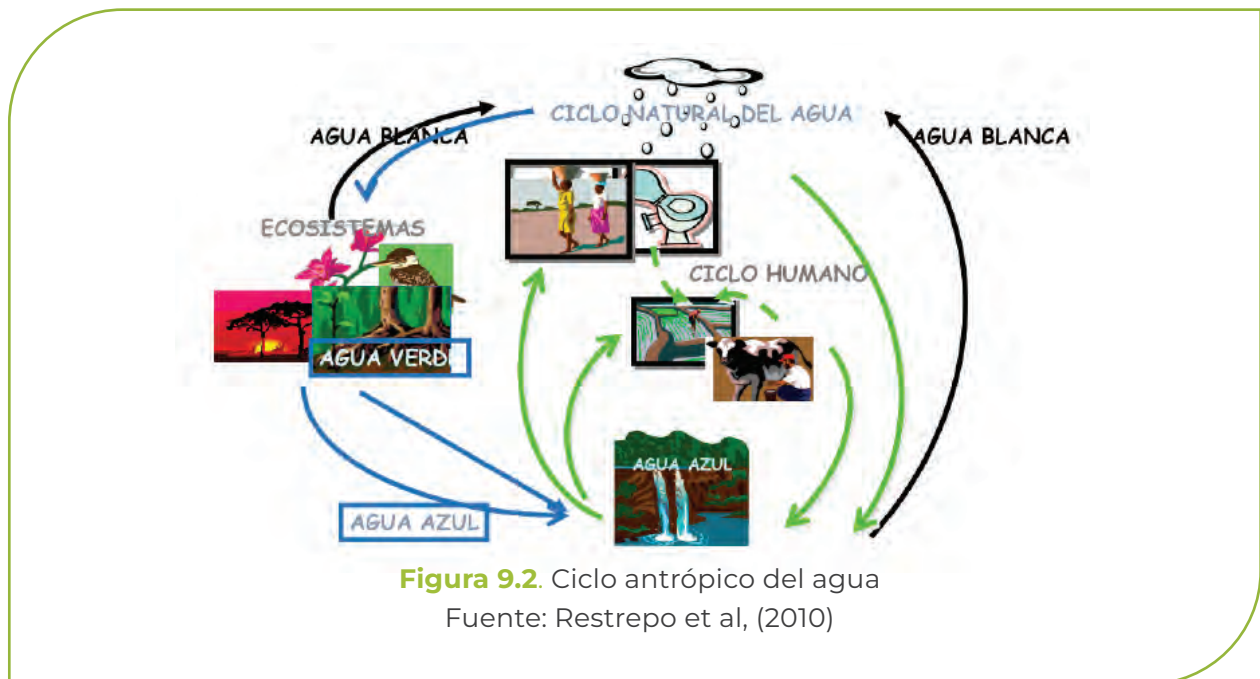 CICLO NATURAL DEL AGUA
AGUA BLANCA
AGUA BLANCA
ECOSISTEMAS
CICLO HUMANO
AGUA VERD
AGUA AZUL
AGUA AZUL
Figura 9.2. Ciclo antrópico del agua
Fuente: Restrepo et al, (2010)